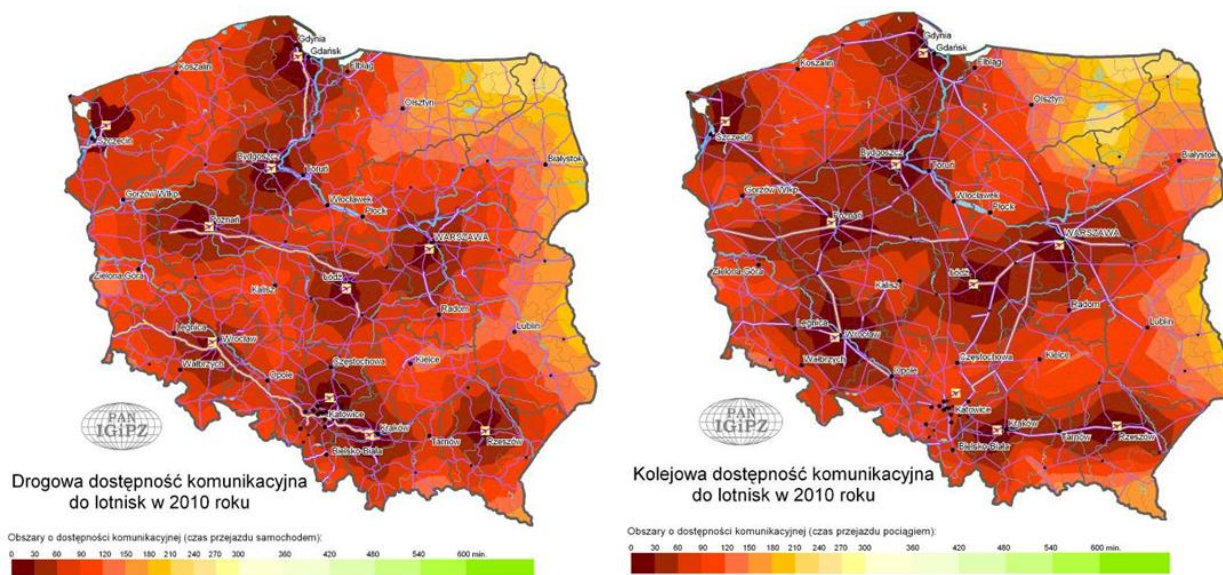 Gdynia
Gdańsk
Koszalin
Elbląg
Olsztyn
Szczecin
Bydgoszcz
Toruń
Białystok
Gorzów Wlkp.
Włocławek
Płock
Poznań
WARSZAWA
Zielona Góra
Łódź
Kalisz
Radom
Lublin
Legnica
Wrocław
Wałbrzych
Częstochowa
Kielce
Opole
Katowice
Kraków
Tarnów
Rzeszów
Bielsko-Biała
PAN
IGiPZ
Drogowa dostępność komunikacyjna
do lotnisk w 2010 roku
Obszary o dostępności komunikacyjnej (czas przejazdu samochodem):
0 30 60 90 120 150 180 210 240 270 300 360 420 480 540 600 min.
Gdynia
Gdańsk
Koszalin
Elbląg
Olsztyn
Szczecin
Bydgoszcz
Toruń
Białystok
Gorzów Wlkp.
Włocławek
Płock
Poznań
WARSZAWA
Zielona Góra
Łódź
Kalisz
Radom
Lublin
Legnica
Wrocław
Wałbrzych
Częstochowa
Kielce
Opole
Katowice
Kraków
Tarnów
Rzeszów
Bielsko-Biała
PAN
IGiPZ
Kolejowa dostępność komunikacyjna
do lotnisk w 2010 roku
Obszary o dostępności komunikacyjnej (czas przejazdu pociągiem):
0 30 60 90 120 150 180 210 240 270 300 360 420 480 540 600 min.